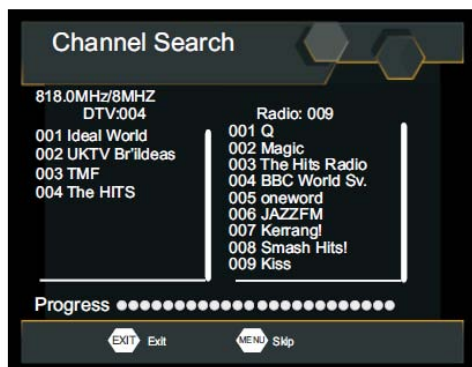 Channel Search
818.0MHz/8MHZ
DTV:004
001 Ideal World
002 UKTV Br'ildeas
003 TMF
004 The HITS
Radio: 009
001 Q
002 Magic
003 The Hits Radio
004 BBC World Sv.
005 oneword
006 JAZZFM
007 Kerrang!
008 Smash Hits!
009 Kiss
Progress
EXIT Exit
MENU Skip